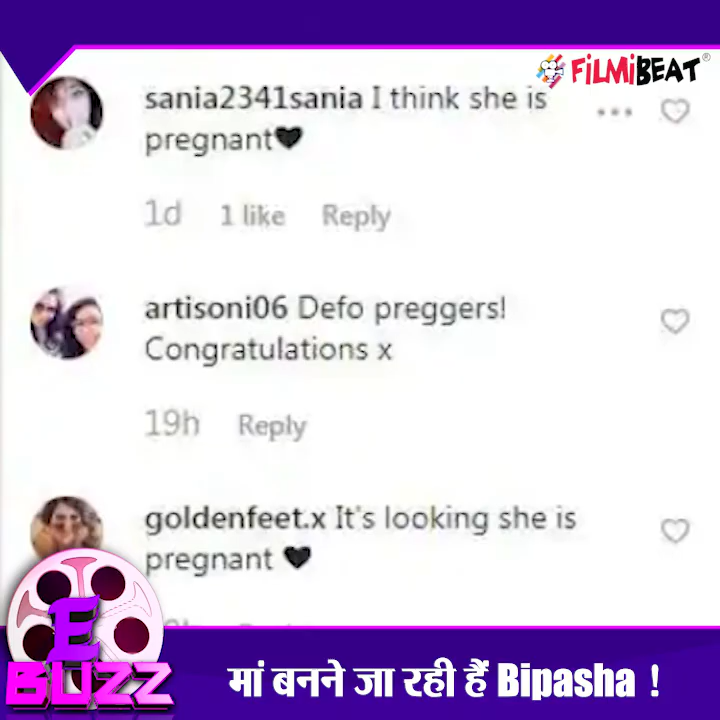 FiLMiBEAT®
sania2341sania I think she is
pregnant🖤
1d 1 like Reply
artisoni06 Defo preggers!
Congratulations x
19h Reply
goldenfeet.x It's looking she is
pregnant 🖤
E
BUZZ
मां बनने जा रही हैं Bipasha !